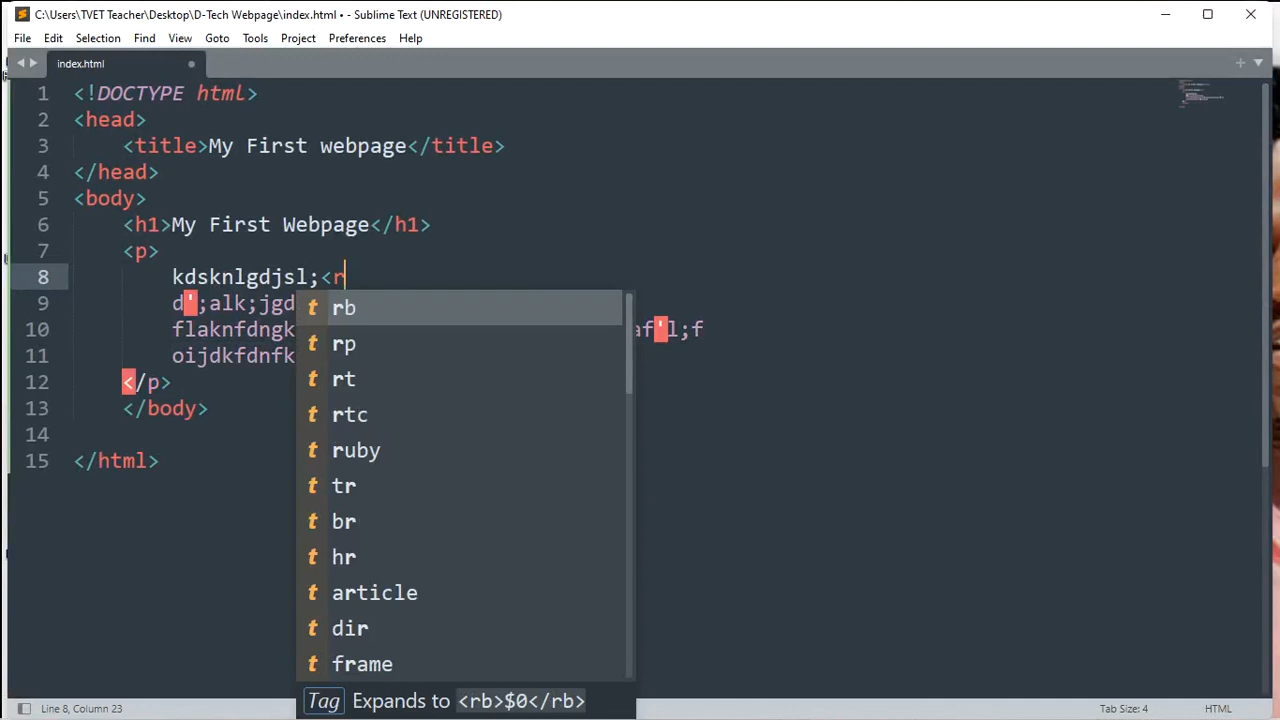 C:\Users\TVET Teacher\Desktop\D-Tech Webpage\index.html • - Sublime Text (UNREGISTERED)
File Edit Selection Find View Goto Tools Project Preferences Help
index.html
1 <!DOCTYPE html>
2 <head>
3 <title>My First webpage</title>
4 </head>
5 <body>
6 <h1>My First Webpage</h1>
7 <p>
8 kdsknlgdjsl;<r
9 d';alk;jgd
10 flaknfdngk af'l;f
11 oijdkfdnfk
12 </p>
13 </body>
14
15 </html>
t rb
t rp
t rt
t rtc
t ruby
t tr
t br
t hr
t article
t dir
t frame
Tag Expands to <rb>$0</rb>
Line 8, Column 23 Tab Size: 4 HTML